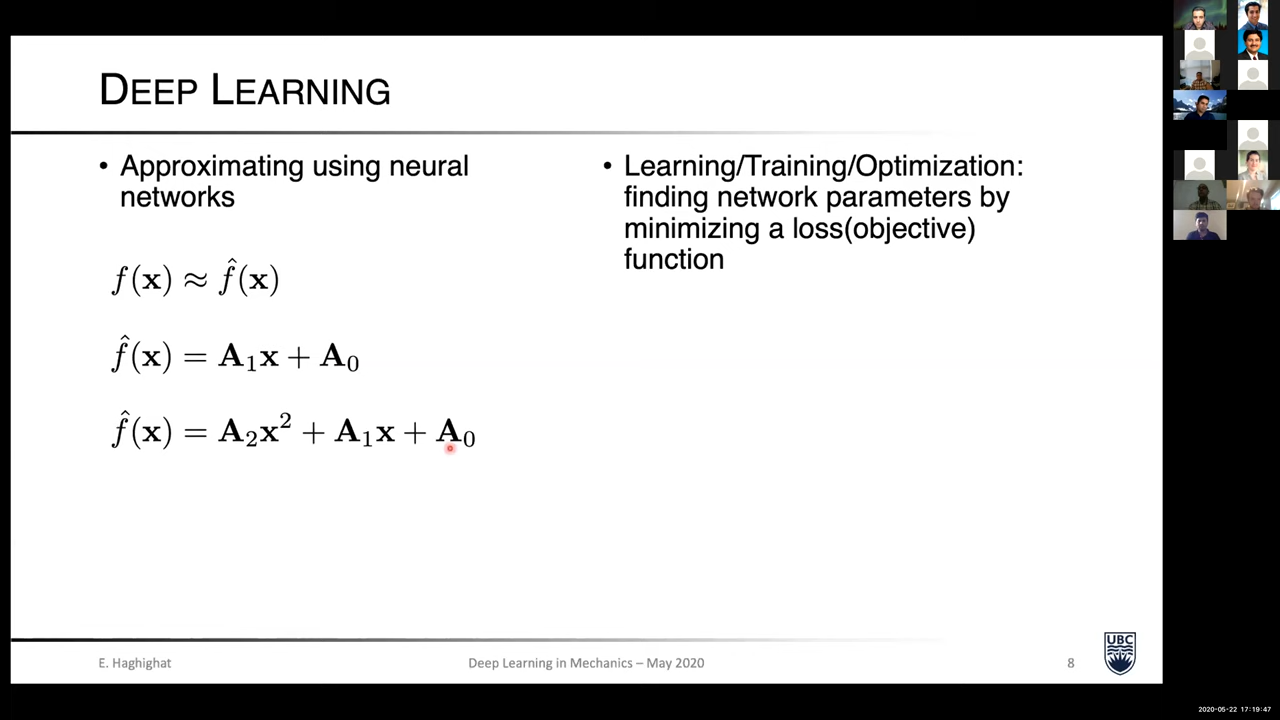 DEEP LEARNING
• Approximating using neural
networks
f(x) ≈ f̂(x)
f̂(x) = A₁x + A₀
f̂(x) = A₂x² + A₁x + A₀
• Learning/Training/Optimization:
finding network parameters by
minimizing a loss(objective)
function
E. Haghighat
Deep Learning in Mechanics – May 2020
8
UBC
2020-05-22 17:19:47